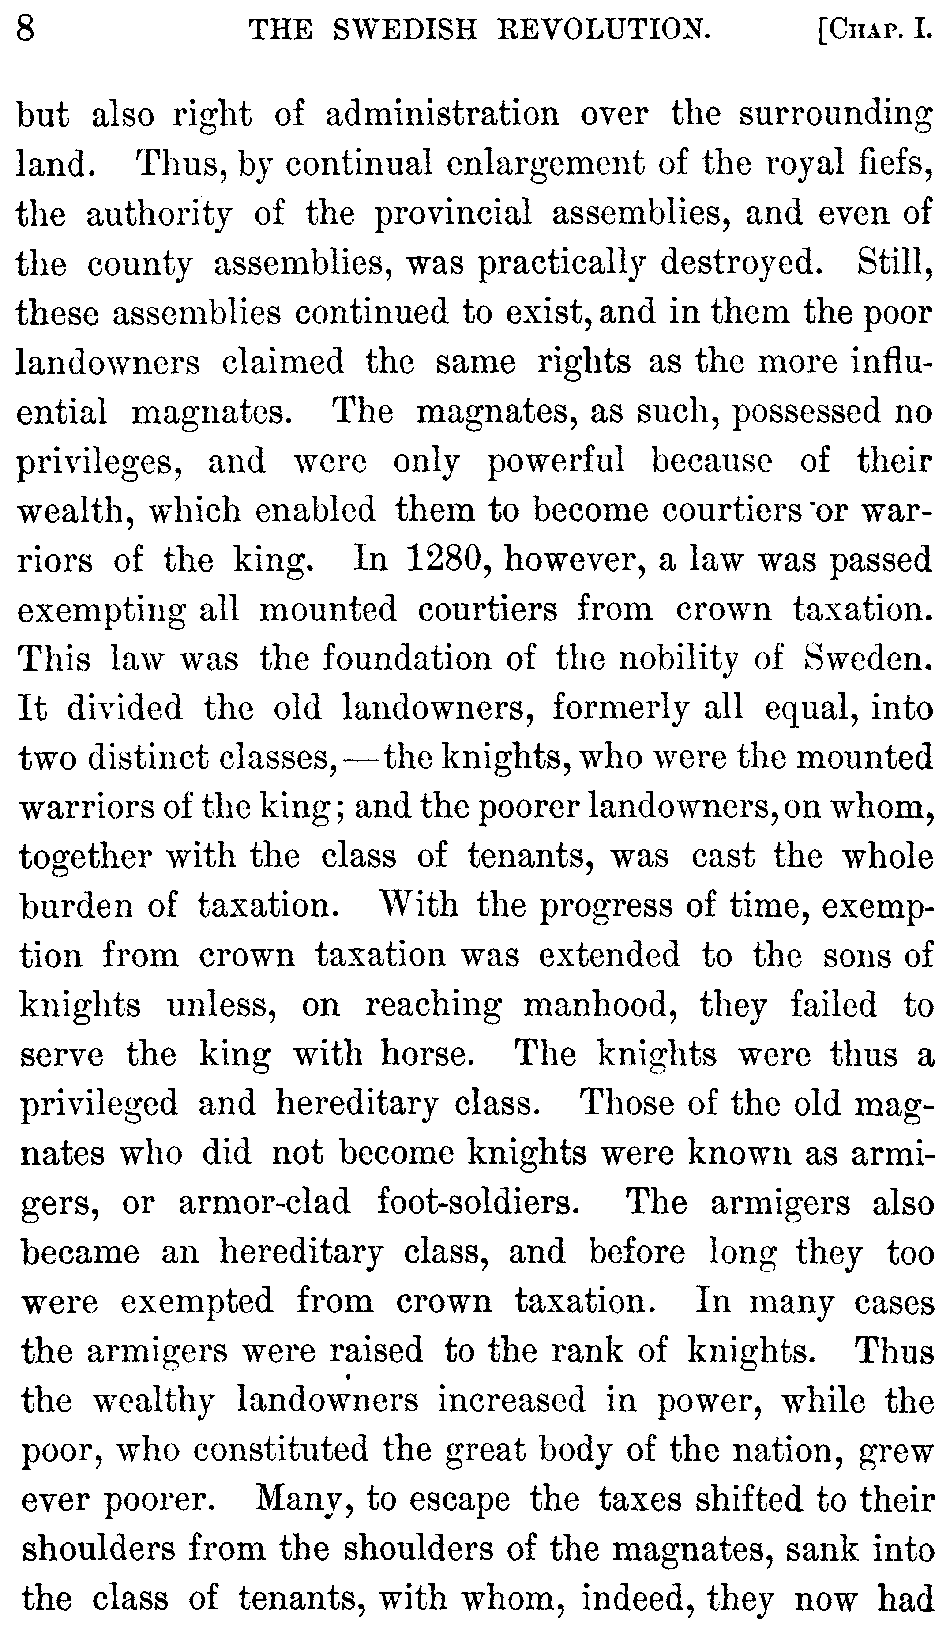 8 THE SWEDISH REVOLUTION. [CHAP. I.
but also right of administration over the surrounding
land. Thus, by continual enlargement of the royal fiefs,
the authority of the provincial assemblies, and even of
the county assemblies, was practically destroyed. Still,
these assemblies continued to exist, and in them the poor
landowners claimed the same rights as the more influ-
ential magnates. The magnates, as such, possessed no
privileges, and were only powerful because of their
wealth, which enabled them to become courtiers or war-
riors of the king. In 1280, however, a law was passed
exempting all mounted courtiers from crown taxation.
This law was the foundation of the nobility of Sweden.
It divided the old landowners, formerly all equal, into
two distinct classes,—the knights, who were the mounted
warriors of the king; and the poorer landowners, on whom,
together with the class of tenants, was cast the whole
burden of taxation. With the progress of time, exemp-
tion from crown taxation was extended to the sons of
knights unless, on reaching manhood, they failed to
serve the king with horse. The knights were thus a
privileged and hereditary class. Those of the old mag-
nates who did not become knights were known as armi-
gers, or armor-clad foot-soldiers. The armigers also
became an hereditary class, and before long they too
were exempted from crown taxation. In many cases
the armigers were raised to the rank of knights. Thus
the wealthy landowners increased in power, while the
poor, who constituted the great body of the nation, grew
ever poorer. Many, to escape the taxes shifted to their
shoulders from the shoulders of the magnates, sank into
the class of tenants, with whom, indeed, they now had